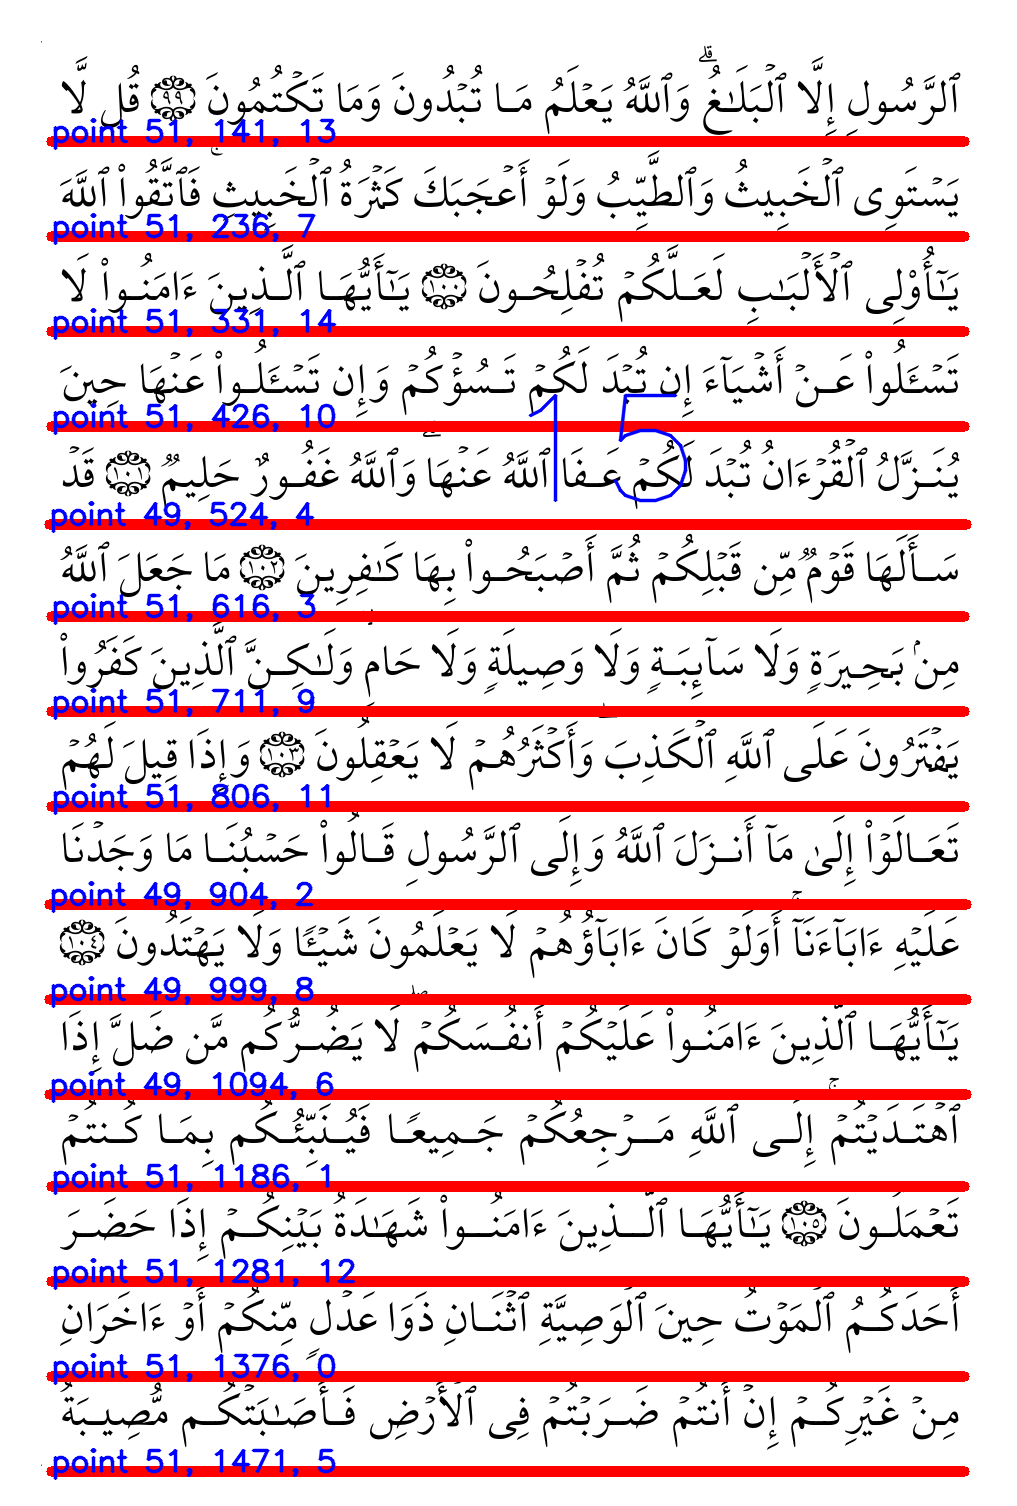 ٱلرَّسُولِ إِلَّا ٱلْبَلَـٰغُ ۗ وَٱللَّهُ يَعْلَمُ مَا تُبْدُونَ وَمَا تَكْتُمُونَ ٩٩ قُل لَّا
point 51, 141, 13
يَسْتَوِى ٱلْخَبِيثُ وَٱلطَّيِّبُ وَلَوْ أَعْجَبَكَ كَثْرَةُ ٱلْخَبِيثِ ۚ فَٱتَّقُوا۟ ٱللَّهَ
point 51, 236, 7
يَـٰٓأُو۟لِى ٱلْأَلْبَـٰبِ لَعَلَّكُمْ تُفْلِحُونَ ١٠٠ يَـٰٓأَيُّهَا ٱلَّذِينَ ءَامَنُوا۟ لَا
point 51, 331, 14
تَسْـَٔلُوا۟ عَنْ أَشْيَآءَ إِن تُبْدَ لَكُمْ تَسُؤْكُمْ وَإِن تَسْـَٔلُوا۟ عَنْهَا حِينَ
point 51, 426, 10
15
يُنَزَّلُ ٱلْقُرْءَانُ تُبْدَ لَكُمْ عَفَا ٱللَّهُ عَنْهَا ۗ وَٱللَّهُ غَفُورٌ حَلِيمٌ ١٠١ قَدْ
point 49, 524, 4
سَأَلَهَا قَوْمٌ مِّن قَبْلِكُمْ ثُمَّ أَصْبَحُوا۟ بِهَا كَـٰفِرِينَ ١٠٢ مَا جَعَلَ ٱللَّهُ
point 51, 616, 3
مِنۢ بَحِيرَةٍ وَلَا سَآئِبَةٍ وَلَا وَصِيلَةٍ وَلَا حَامٍ وَلَـٰكِنَّ ٱلَّذِينَ كَفَرُوا۟
point 51, 711, 9
يَفْتَرُونَ عَلَى ٱللَّهِ ٱلْكَذِبَ ۖ وَأَكْثَرُهُمْ لَا يَعْقِلُونَ ١٠٣ وَإِذَا قِيلَ لَهُمْ
point 51, 806, 11
تَعَالَوْا۟ إِلَىٰ مَآ أَنزَلَ ٱللَّهُ وَإِلَى ٱلرَّسُولِ قَالُوا۟ حَسْبُنَا مَا وَجَدْنَا
point 49, 904, 2
عَلَيْهِ ءَابَآءَنَآ ۚ أَوَلَوْ كَانَ ءَابَآؤُهُمْ لَا يَعْلَمُونَ شَيْـًٔا وَلَا يَهْتَدُونَ ١٠٤
point 49, 999, 8
يَـٰٓأَيُّهَا ٱلَّذِينَ ءَامَنُوا۟ عَلَيْكُمْ أَنفُسَكُمْ ۖ لَا يَضُرُّكُم مَّن ضَلَّ إِذَا
point 49, 1094, 6
ٱهْتَدَيْتُمْ ۚ إِلَى ٱللَّهِ مَرْجِعُكُمْ جَمِيعًا فَيُنَبِّئُكُم بِمَا كُنتُمْ
point 51, 1186, 1
تَعْمَلُونَ ١٠٥ يَـٰٓأَيُّهَا ٱلَّذِينَ ءَامَنُوا۟ شَهَـٰدَةُ بَيْنِكُمْ إِذَا حَضَرَ
point 51, 1281, 12
أَحَدَكُمُ ٱلْمَوْتُ حِينَ ٱلْوَصِيَّةِ ٱثْنَانِ ذَوَا عَدْلٍ مِّنكُمْ أَوْ ءَاخَرَانِ
point 51, 1376, 0
مِنْ غَيْرِكُمْ إِنْ أَنتُمْ ضَرَبْتُمْ فِى ٱلْأَرْضِ فَأَصَـٰبَتْكُم مُّصِيبَةُ
point 51, 1471, 5